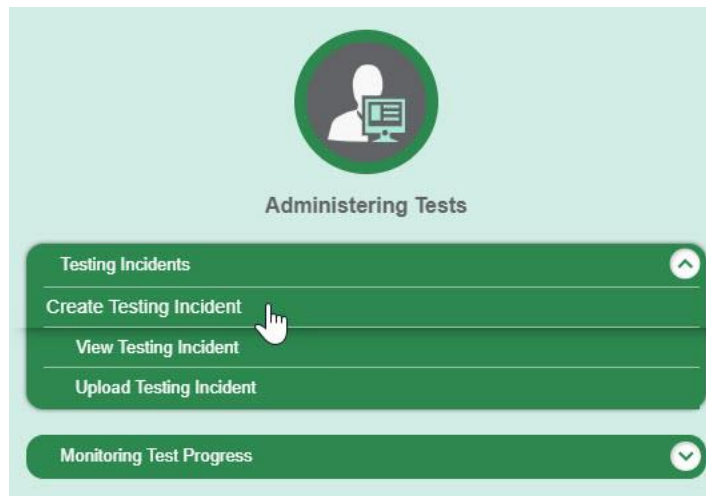 Administering Tests
Testing Incidents
Create Testing Incident
View Testing Incident
Upload Testing Incident
Monitoring Test Progress